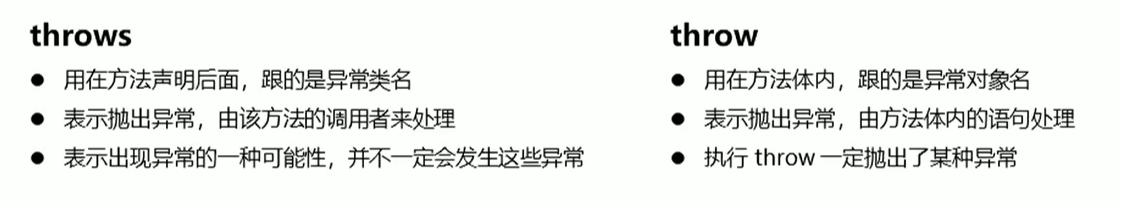 throws
● 用在方法声明后面，跟的是异常类名
● 表示抛出异常，由该方法的调用者来处理
● 表示出现异常的一种可能性，并不一定会发生这些异常
throw
● 用在方法体内，跟的是异常对象名
● 表示抛出异常，由方法体内的语句处理
● 执行 throw 一定抛出了某种异常